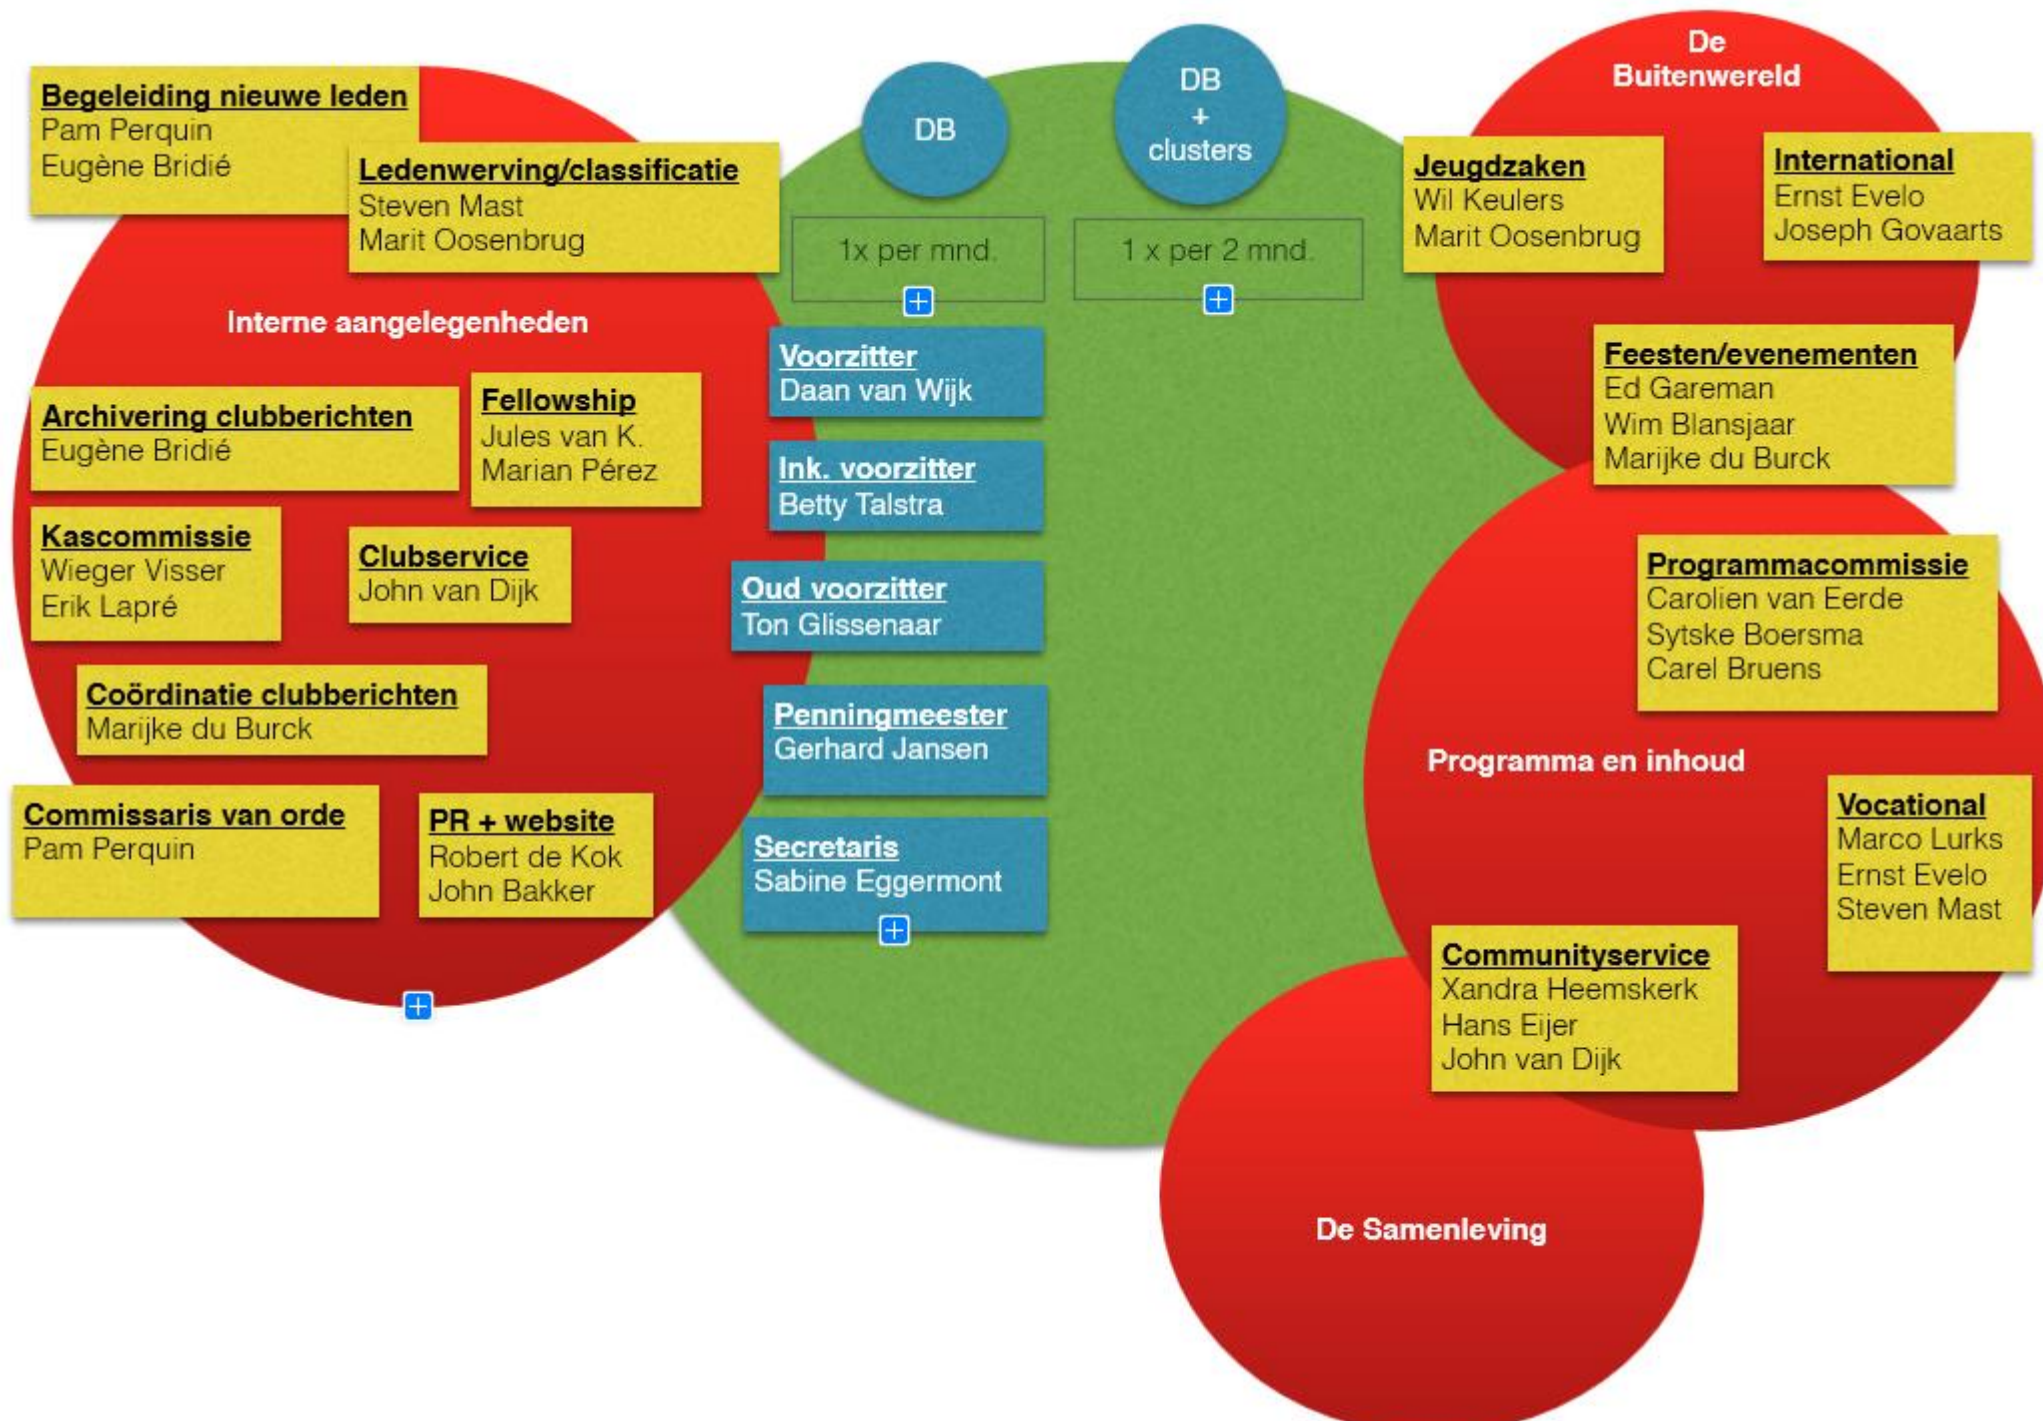 Begeleiding nieuwe leden
Pam Perquin
Eugène Bridié
Ledenwerving/classificatie
Steven Mast
Marit Oosenbrug
Interne aangelegenheden
Archivering clubberichten
Eugène Bridié
Fellowship
Jules van K.
Marian Pérez
Kascommissie
Wieger Visser
Erik Lapré
Clubservice
John van Dijk
Coördinatie clubberichten
Marijke du Burck
Commissaris van orde
Pam Perquin
PR + website
Robert de Kok
John Bakker
DB
1x per mnd.
DB
+
clusters
1 x per 2 mnd.
Voorzitter
Daan van Wijk
Ink. voorzitter
Betty Talstra
Oud voorzitter
Ton Glissenaar
Penningmeester
Gerhard Jansen
Secretaris
Sabine Eggermont
De
Buitenwereld
Jeugdzaken
Wil Keulers
Marit Oosenbrug
International
Ernst Evelo
Joseph Govaarts
Feesten/evenementen
Ed Gareman
Wim Blansjaar
Marijke du Burck
Programmacommissie
Carolien van Eerde
Sytske Boersma
Carel Bruens
Programma en inhoud
Vocational
Marco Lurks
Ernst Evelo
Steven Mast
Communityservice
Xandra Heemskerk
Hans Eijer
John van Dijk
De Samenleving